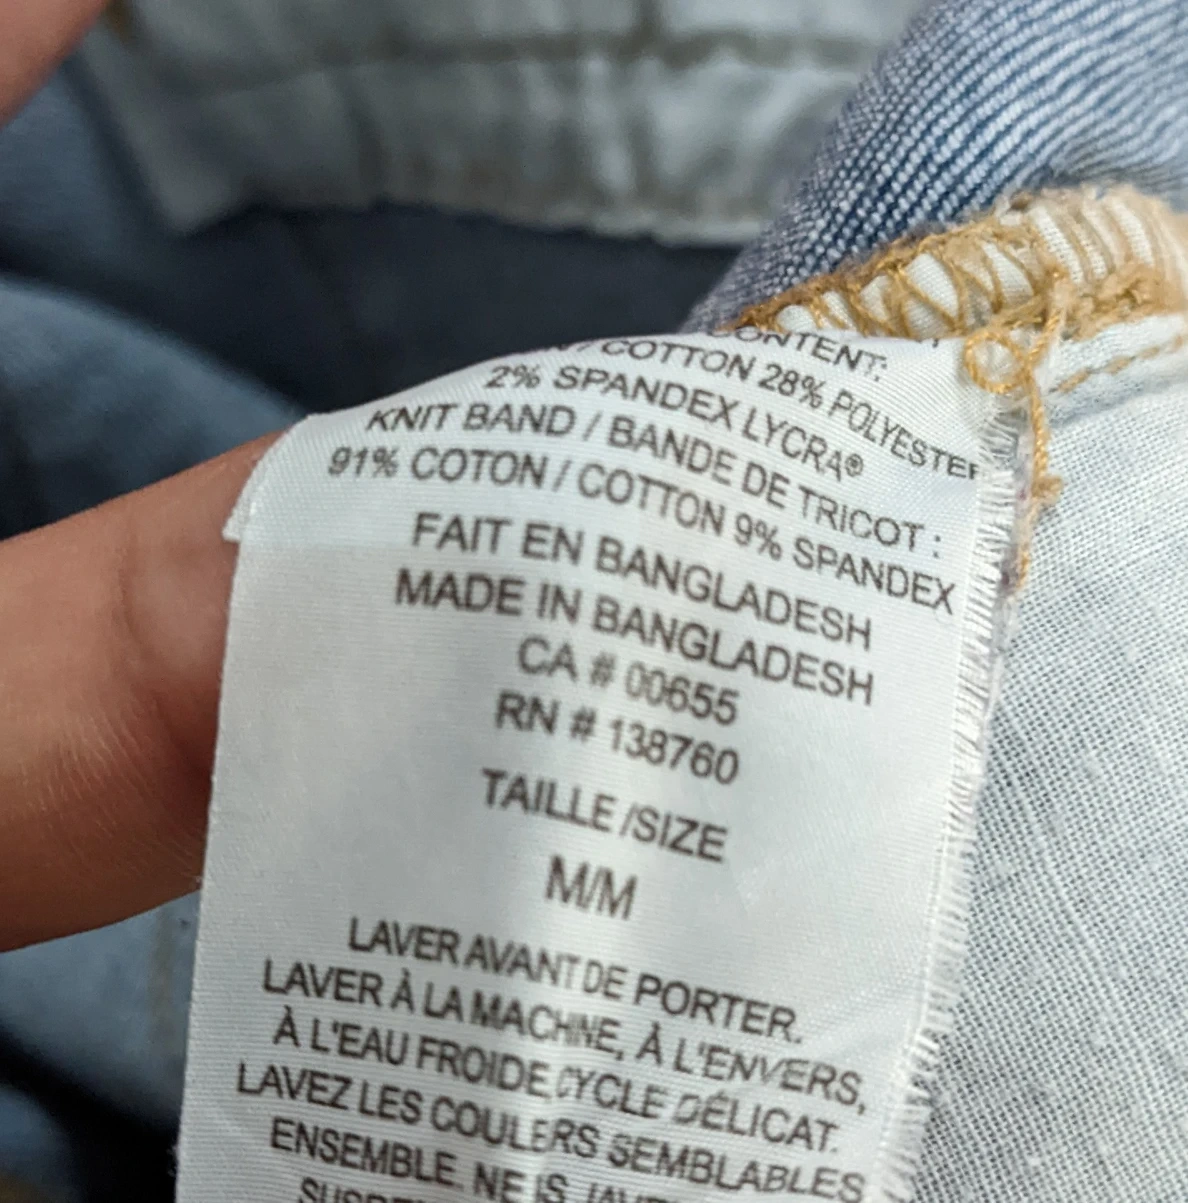 CONTENT:
/ COTTON 28% POLYESTER
2% SPANDEX LYCRA®
KNIT BAND / BANDE DE TRICOT :
91% COTON / COTTON 9% SPANDEX
FAIT EN BANGLADESH
MADE IN BANGLADESH
CA # 00655
RN # 138760
TAILLE /SIZE
M/M
LAVER AVANT DE PORTER.
LAVER À LA MACHINE, À L'ENVERS,
À L'EAU FROIDE,CYCLE DÉLICAT.
LAVEZ LES COULERS SEMBLABLES
ENSEMBLE. NE